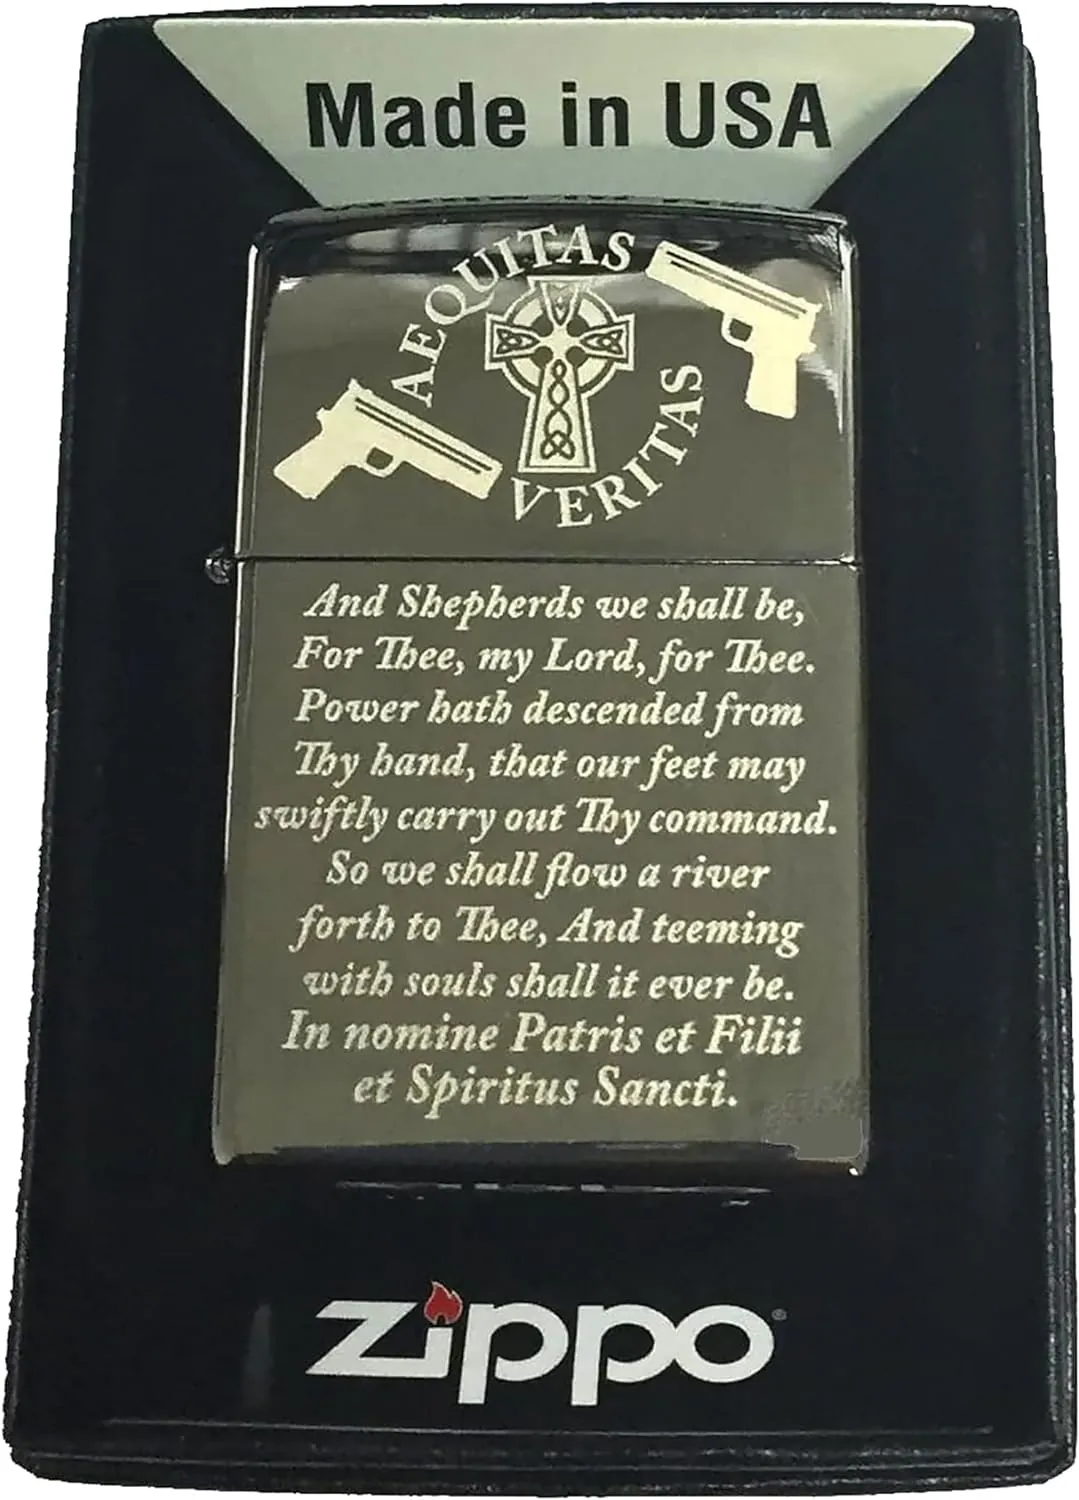 Made in USA
AEQUITAS
VERITAS
And Shepherds we shall be,
For Thee, my Lord, for Thee.
Power hath descended from
Thy hand, that our feet may
swiftly carry out Thy command.
So we shall flow a river
forth to Thee, And teeming
with souls shall it ever be.
In nomine Patris et Filii
et Spiritus Sancti.
zippo®